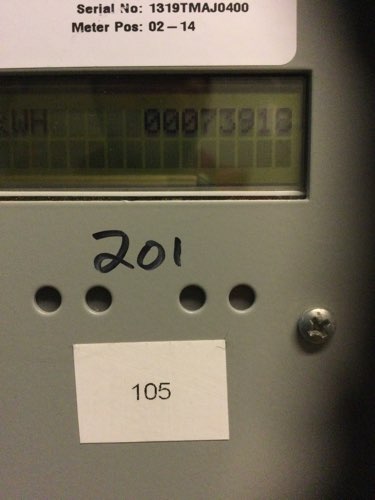 Serial No: 1319TMAJ0400
Meter Pos: 02-14
KWH 00073918
201
105